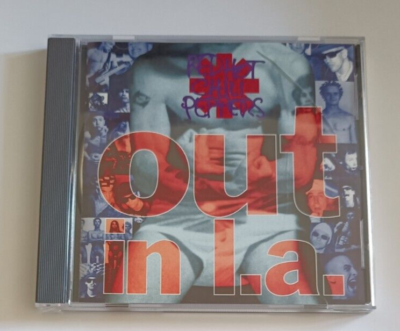 RED HOT
CHILI
PEPPERS
out
in l.a.